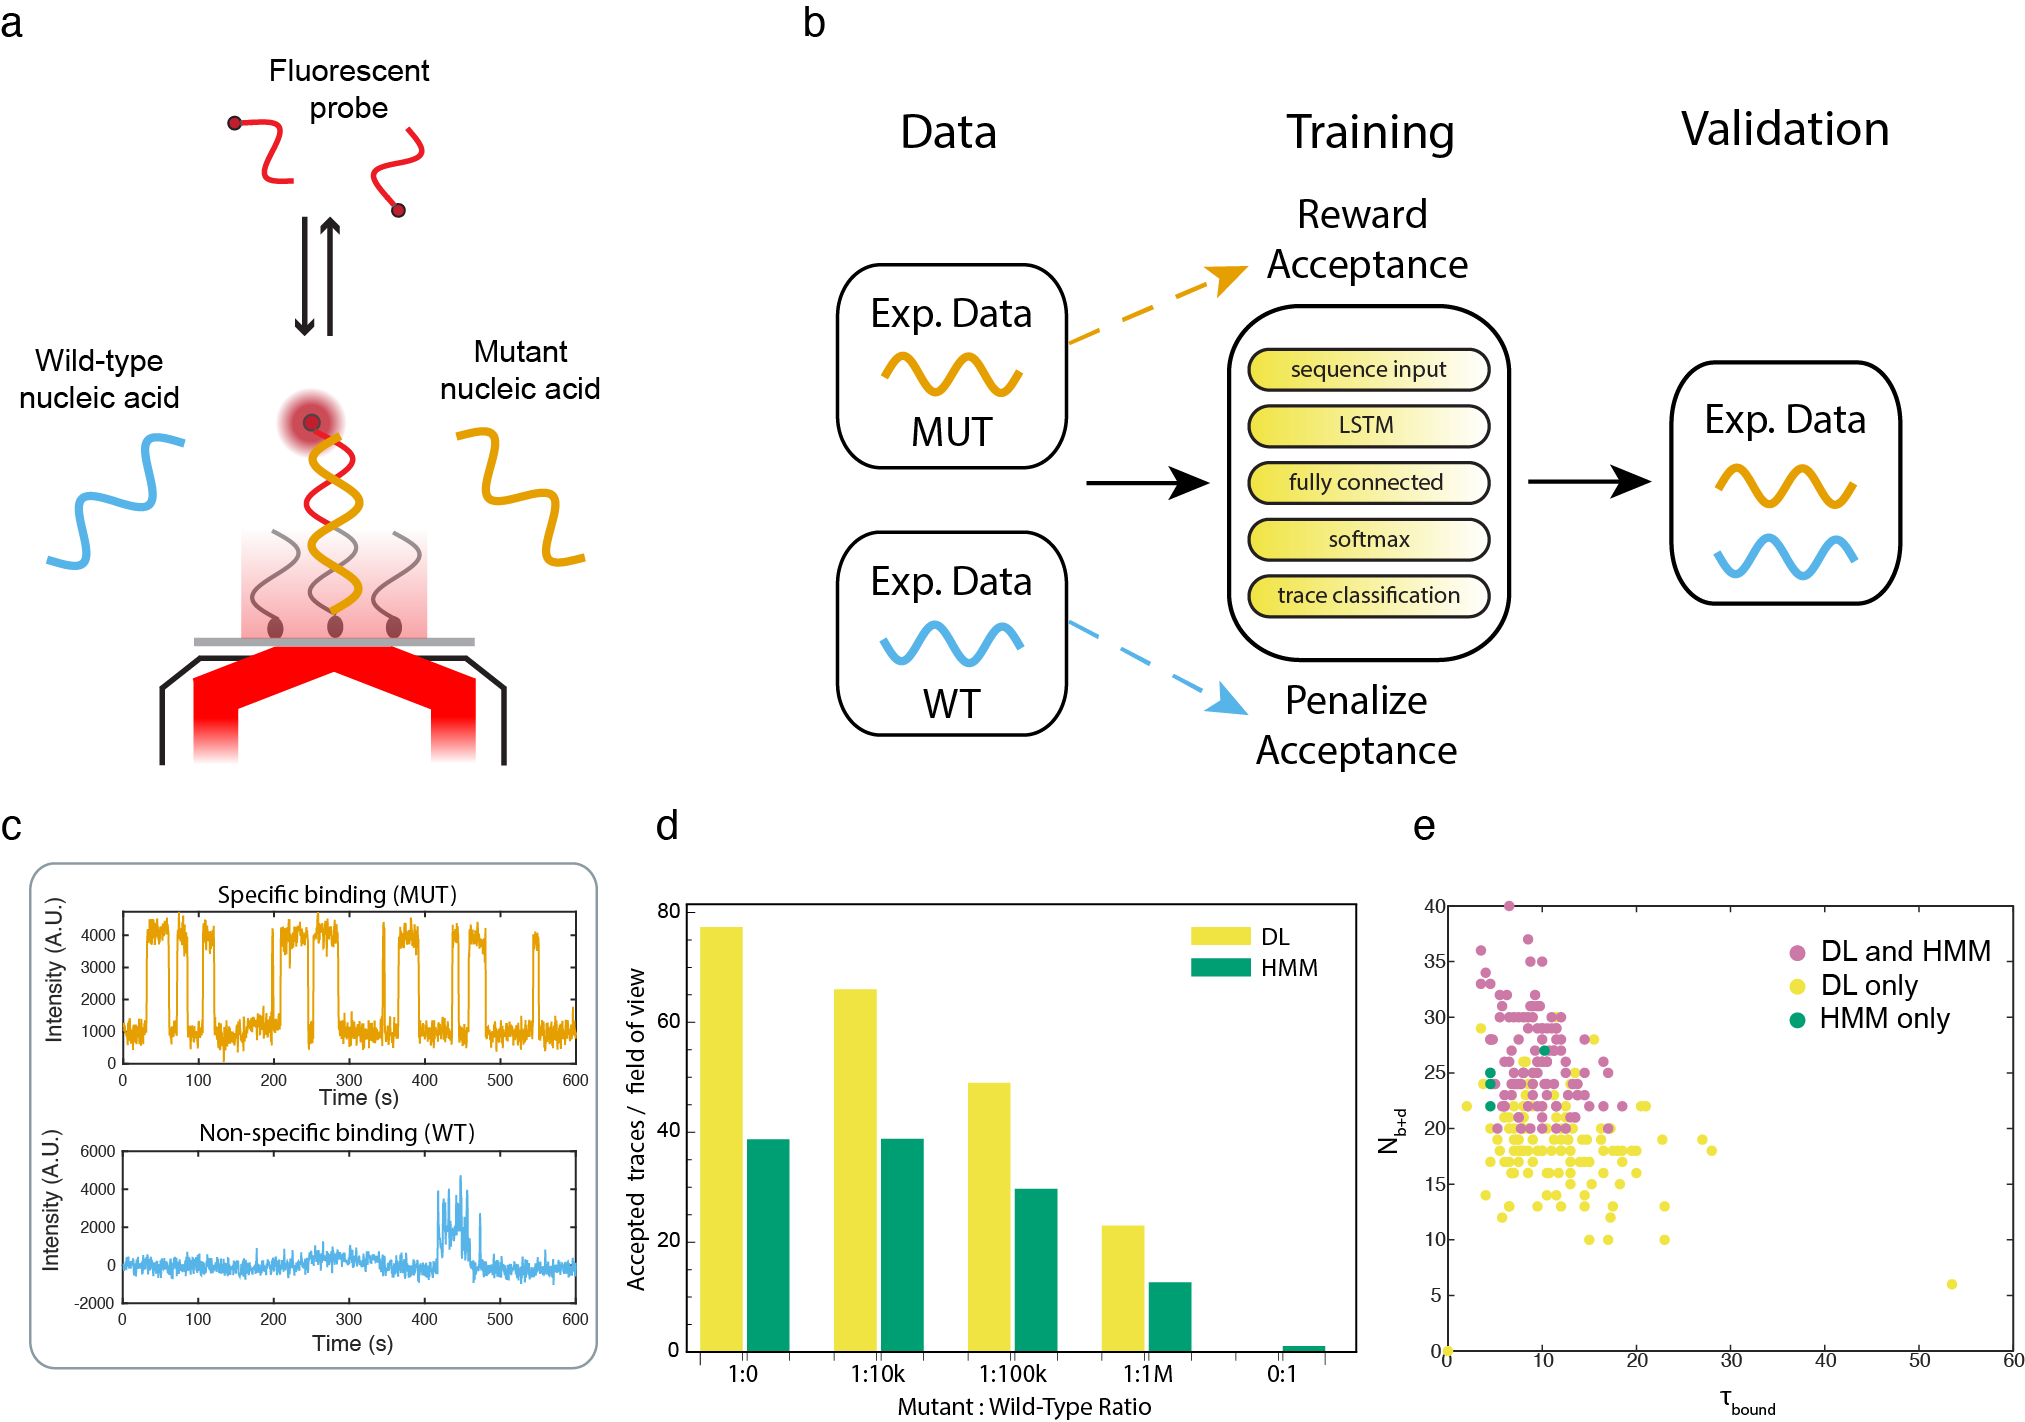 a
Fluorescent
probe
Wild-type
nucleic acid
Mutant
nucleic acid
b
Data
Training
Validation
Reward
Acceptance
Exp. Data
MUT
Exp. Data
WT
sequence input
LSTM
fully connected
softmax
trace classification
Penalize
Acceptance
Exp. Data
c
Specific binding (MUT)
Intensity (A.U.)
4000
3000
2000
1000
0
0 100 200 300 400 500 600
Time (s)
Non-specific binding (WT)
Intensity (A.U.)
6000
4000
2000
0
-2000
0 100 200 300 400 500 600
Time (s)
d
Accepted traces / field of view
80
60
40
20
0
DL
HMM
1:0 1:10k 1:100k 1:1M 0:1
Mutant : Wild-Type Ratio
e
N b+d
40
35
30
25
20
15
10
5
0
DL and HMM
DL only
HMM only
0 10 20 30 40 50 60
τ bound